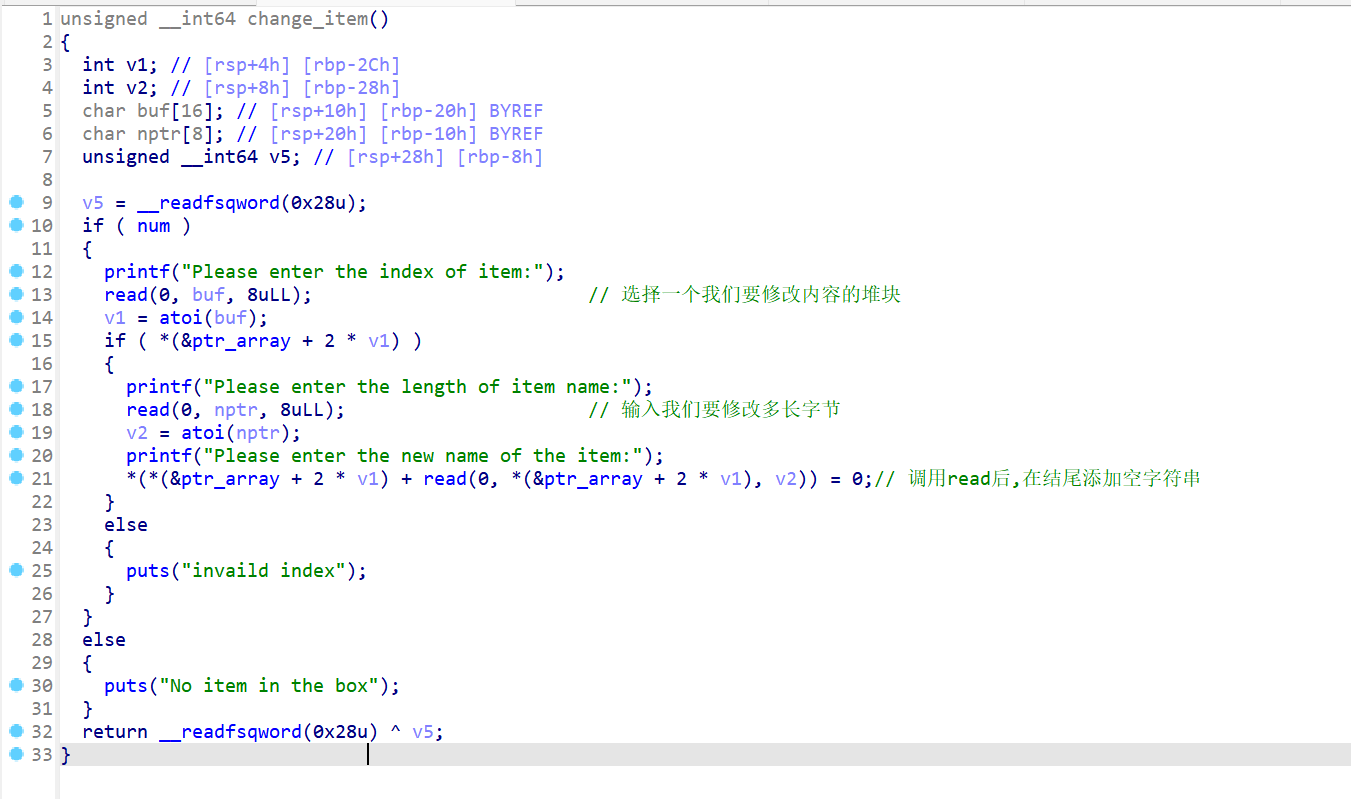 1 unsigned __int64 change_item()
2 {
3 int v1; // [rsp+4h] [rbp-2Ch]
4 int v2; // [rsp+8h] [rbp-28h]
5 char buf[16]; // [rsp+10h] [rbp-20h] BYREF
6 char nptr[8]; // [rsp+20h] [rbp-10h] BYREF
7 unsigned __int64 v5; // [rsp+28h] [rbp-8h]
8
9 v5 = __readfsqword(0x28u);
10 if ( num )
11 {
12 printf("Please enter the index of item:");
13 read(0, buf, 8uLL); // 选择一个我们要修改内容的堆块
14 v1 = atoi(buf);
15 if ( *(&ptr_array + 2 * v1) )
16 {
17 printf("Please enter the length of item name:");
18 read(0, nptr, 8uLL); // 输入我们要修改多长字节
19 v2 = atoi(nptr);
20 printf("Please enter the new name of the item:");
21 *(*(&ptr_array + 2 * v1) + read(0, *(&ptr_array + 2 * v1), v2)) = 0;// 调用read后,在结尾添加空字符串
22 }
23 else
24 {
25 puts("invaild index");
26 }
27 }
28 else
29 {
30 puts("No item in the box");
31 }
32 return __readfsqword(0x28u) ^ v5;
33 }